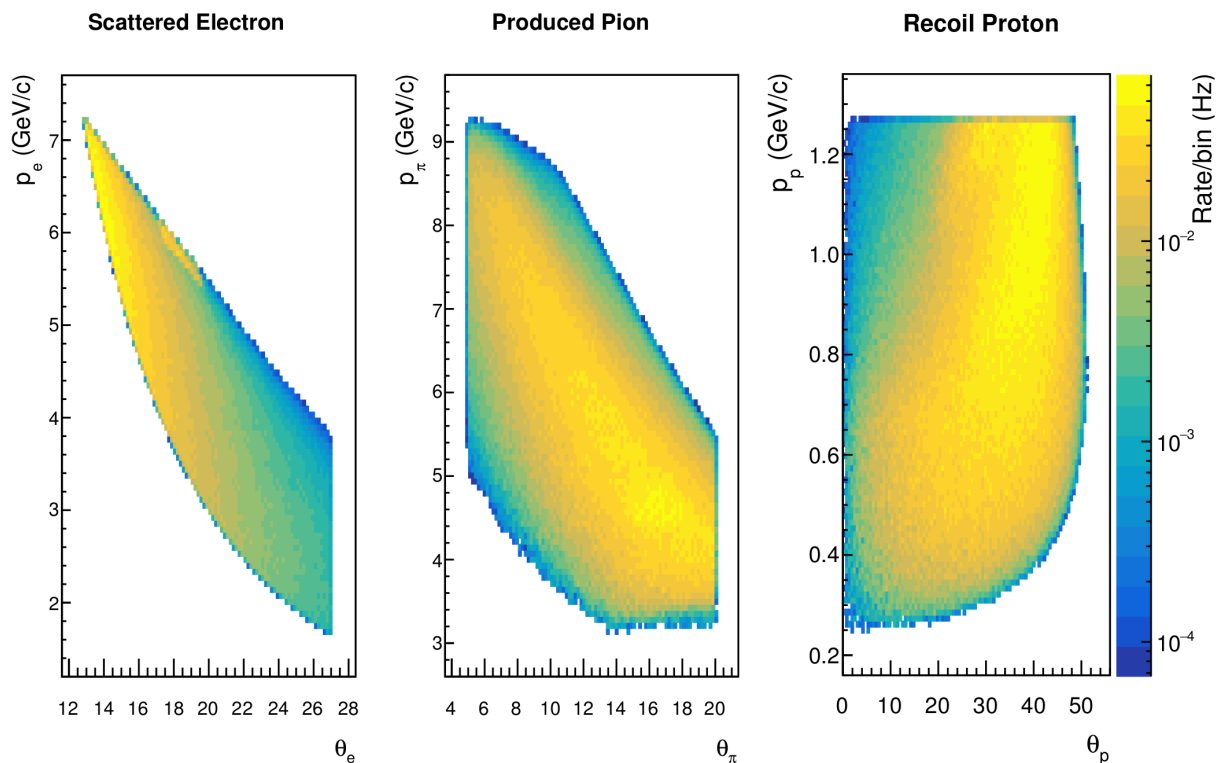 Scattered Electron
p_e (GeV/c)
7
6
5
4
3
2
12 14 16 18 20 22 24 26 28
θ_e
Produced Pion
p_π (GeV/c)
9
8
7
6
5
4
3
4 6 8 10 12 14 16 18 20
θ_π
Recoil Proton
p_p (GeV/c)
1.2
1.0
0.8
0.6
0.4
0.2
0 10 20 30 40 50
θ_p
Rate/bin (Hz)
10⁻²
10⁻³
10⁻⁴